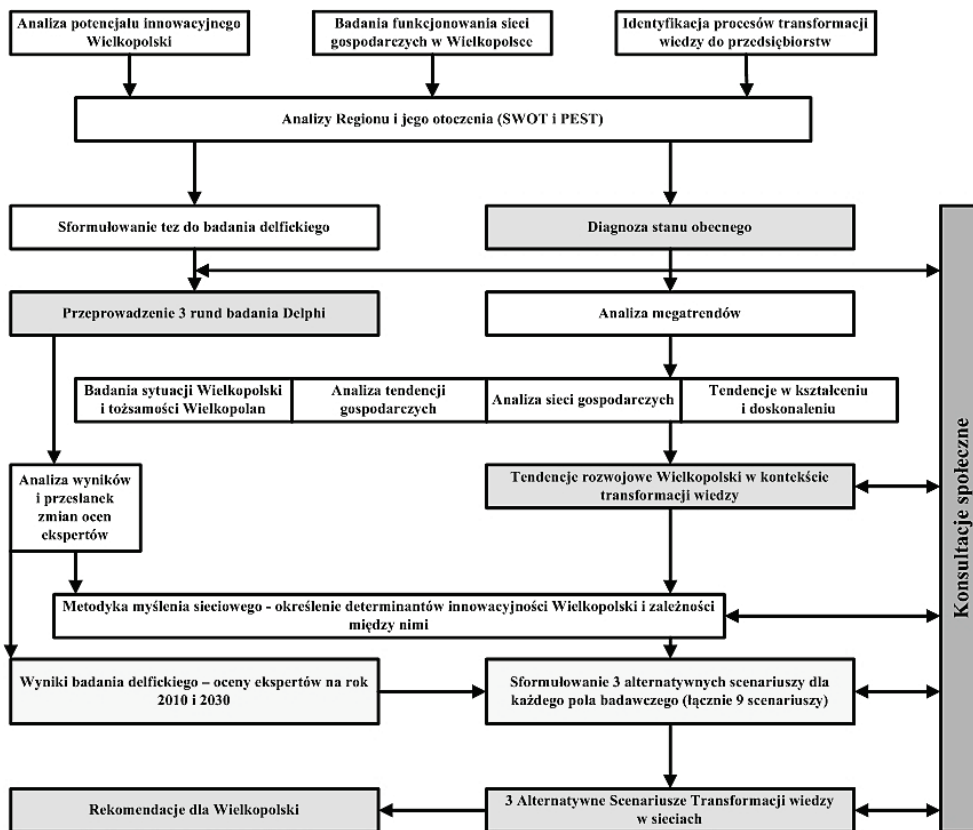 Analiza potencjału innowacyjnego
Wielkopolski
Badania funkcjonowania sieci
gospodarczych w Wielkopolsce
Identyfikacja procesów transformacji
wiedzy do przedsiębiorstw
Analizy Regionu i jego otoczenia (SWOT i PEST)
Sformułowanie tez do badania delfickiego
Diagnoza stanu obecnego
Przeprowadzenie 3 rund badania Delphi
Analiza megatrendów
Badania sytuacji Wielkopolski
i tożsamości Wielkopolan
Analiza tendencji
gospodarczych
Analiza sieci gospodarczych
Tendencje w kształceniu
i doskonaleniu
Analiza wyników
i przesłanek
zmian ocen
ekspertów
Tendencje rozwojowe Wielkopolski w kontekście
transformacji wiedzy
Metodyka myślenia sieciowego - określenie determinantów innowacyjności Wielkopolski i zależności
między nimi
Wyniki badania delfickiego – oceny ekspertów na rok
2010 i 2030
Sformułowanie 3 alternatywnych scenariuszy dla
każdego pola badawczego (łącznie 9 scenariuszy)
Rekomendacje dla Wielkopolski
3 Alternatywne Scenariusze Transformacji wiedzy
w sieciach
Konsultacje społeczne